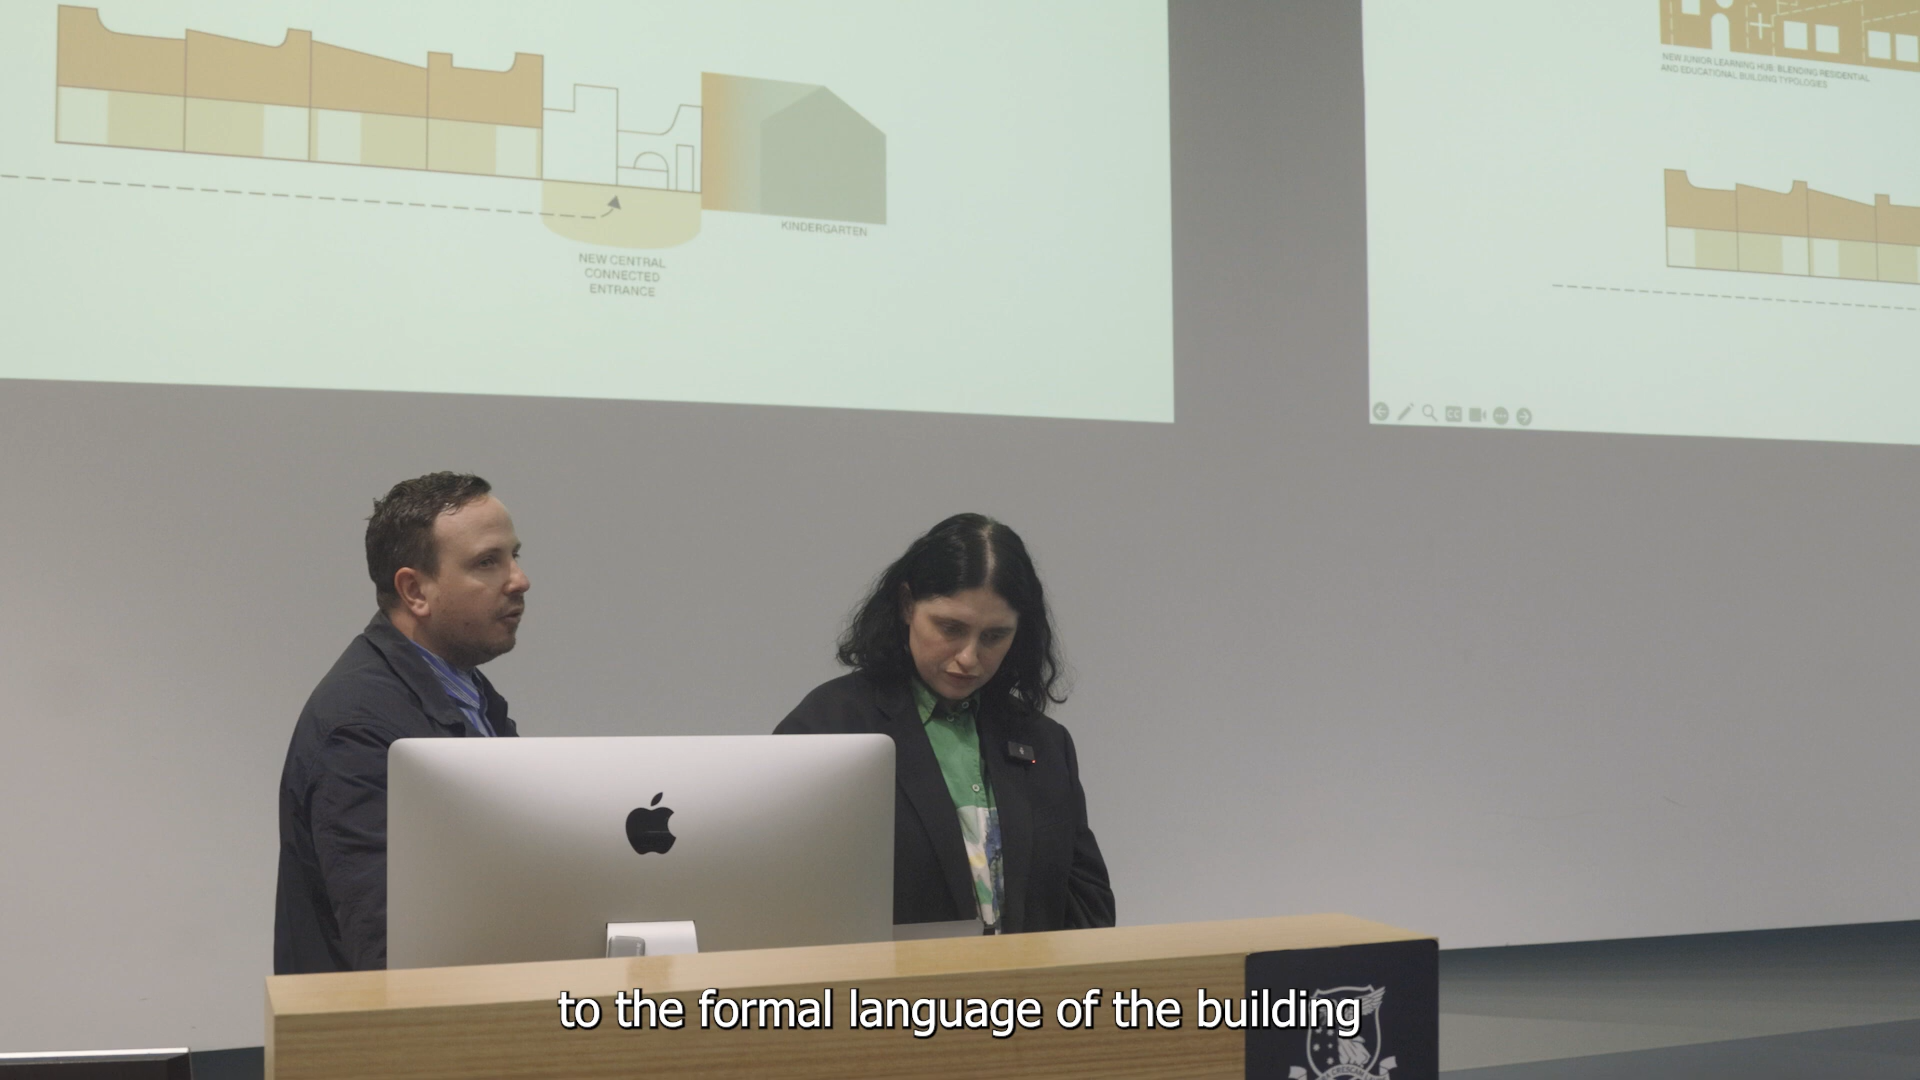 NEW JUNIOR LEARNING HUB: BLENDING RESIDENTIAL
AND EDUCATIONAL BUILDING TYPOLOGIES
KINDERGARTEN
NEW CENTRAL
CONNECTED
ENTRANCE
CC
to the formal language of the building